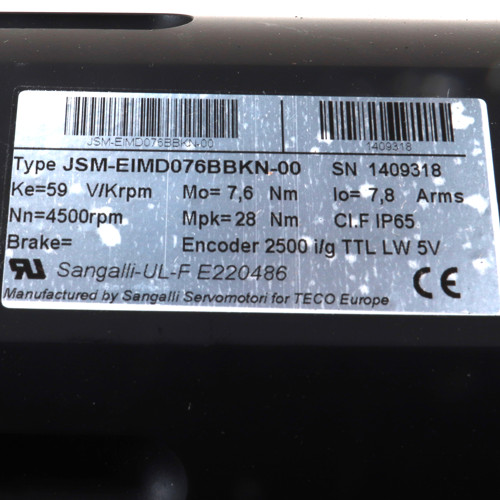 JSM-EIMD076BBKN-00 1409318
Type JSM-EIMD076BBKN-00 SN 1409318
Ke=59 V/Krpm Mo= 7,6 Nm Io= 7,8 Arms
Nn=4500rpm Mpk= 28 Nm Cl.F IP65
Brake= Encoder 2500 i/g TTL LW 5V
RU Sangalli-UL-F E220486 CE
Manufactured by Sangalli Servomotori for TECO Europe